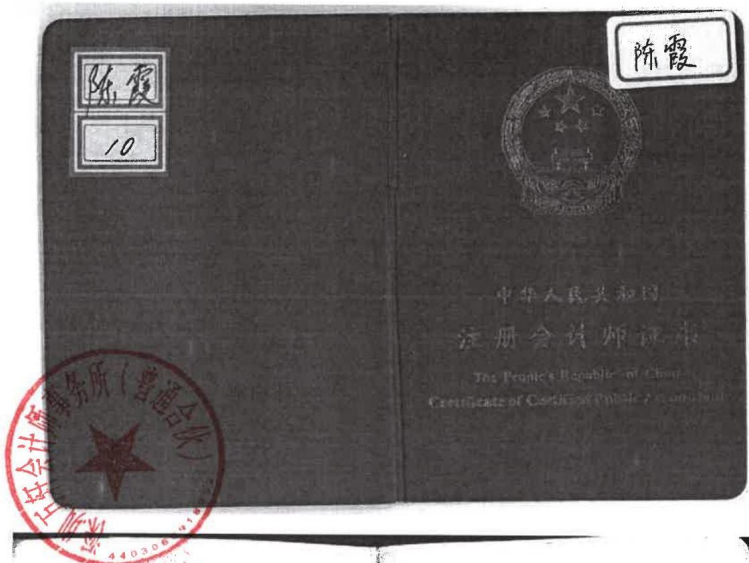 陈霞
10
陈霞
中华人民共和国
注册会计师证书
The People's Republic of China
Certificate of Certified Public Accountant
会计师事务所(普通合伙)